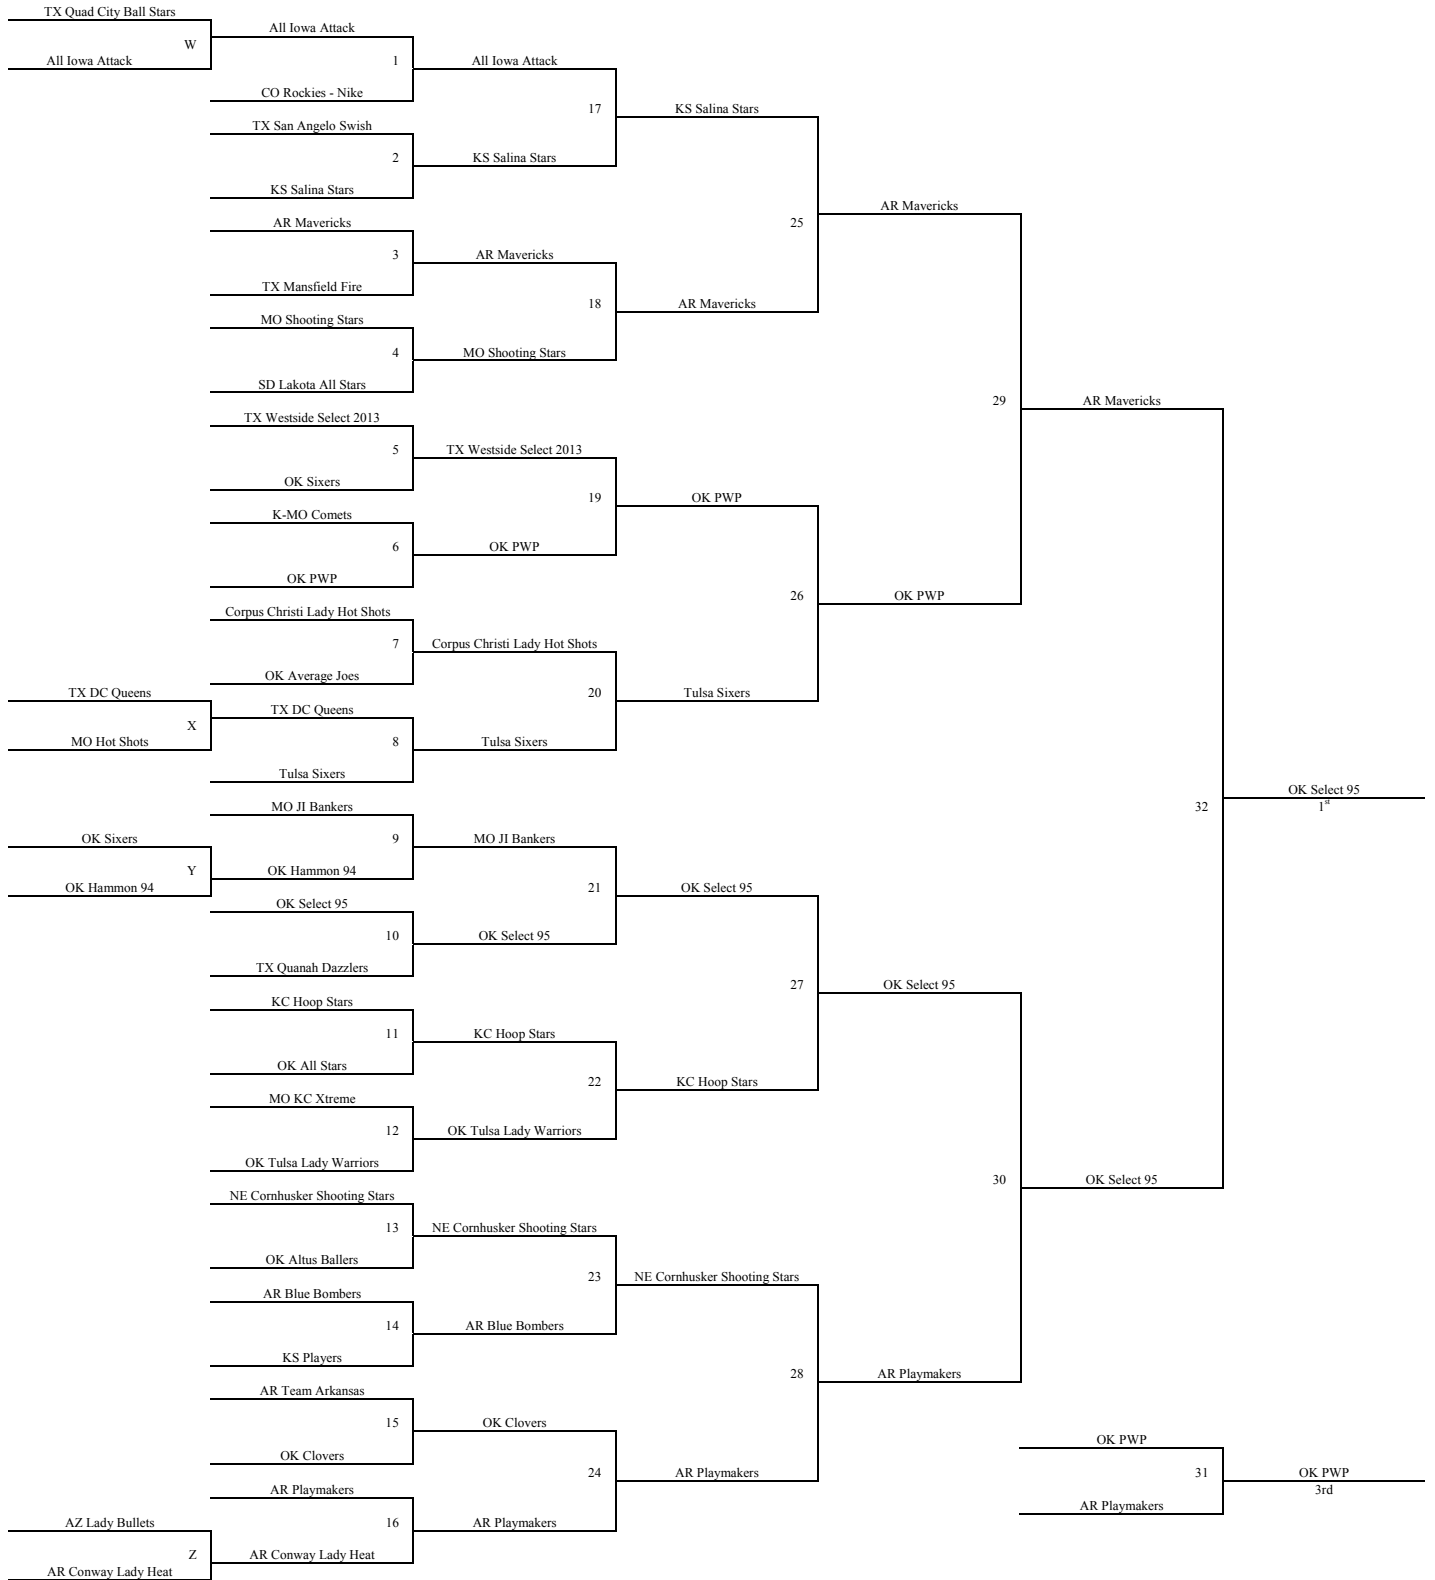 TX Quad City Ball Stars
W
All Iowa Attack
TX DC Queens
X
MO Hot Shots
OK Sixers
Y
OK Hammon 94
AZ Lady Bullets
Z
AR Conway Lady Heat
All Iowa Attack
1
CO Rockies - Nike
TX San Angelo Swish
2
KS Salina Stars
AR Mavericks
3
TX Mansfield Fire
MO Shooting Stars
4
SD Lakota All Stars
TX Westside Select 2013
5
OK Sixers
K-MO Comets
6
OK PWP
Corpus Christi Lady Hot Shots
7
OK Average Joes
TX DC Queens
8
Tulsa Sixers
MO JI Bankers
9
OK Hammon 94
OK Select 95
10
TX Quanah Dazzlers
KC Hoop Stars
11
OK All Stars
MO KC Xtreme
12
OK Tulsa Lady Warriors
NE Cornhusker Shooting Stars
13
OK Altus Ballers
AR Blue Bombers
14
KS Players
AR Team Arkansas
15
OK Clovers
AR Playmakers
16
AR Conway Lady Heat
All Iowa Attack
17
KS Salina Stars
AR Mavericks
18
MO Shooting Stars
TX Westside Select 2013
19
OK PWP
Corpus Christi Lady Hot Shots
20
Tulsa Sixers
MO JI Bankers
21
OK Select 95
KC Hoop Stars
22
OK Tulsa Lady Warriors
NE Cornhusker Shooting Stars
23
AR Blue Bombers
OK Clovers
24
AR Playmakers
KS Salina Stars
25
AR Mavericks
OK PWP
26
Tulsa Sixers
OK Select 95
27
KC Hoop Stars
NE Cornhusker Shooting Stars
28
AR Playmakers
AR Mavericks
29
OK PWP
OK Select 95
30
AR Playmakers
AR Mavericks
32
OK Select 95
OK Select 95
1st
OK PWP
31
AR Playmakers
OK PWP
3rd